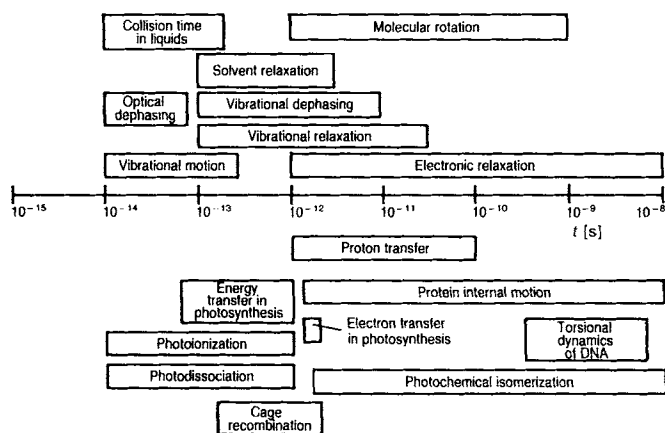 Collision time
in liquids
Molecular rotation
Solvent relaxation
Optical
dephasing
Vibrational dephasing
Vibrational relaxation
Vibrational motion
Electronic relaxation
10⁻¹⁵
10⁻¹⁴
10⁻¹³
10⁻¹²
10⁻¹¹
10⁻¹⁰
10⁻⁹
10⁻⁸
t [s]
Proton transfer
Energy
transfer in
photosynthesis
Protein internal motion
Electron transfer
in photosynthesis
Torsional
dynamics
of DNA
Photoionization
Photodissociation
Photochemical isomerization
Cage
recombination